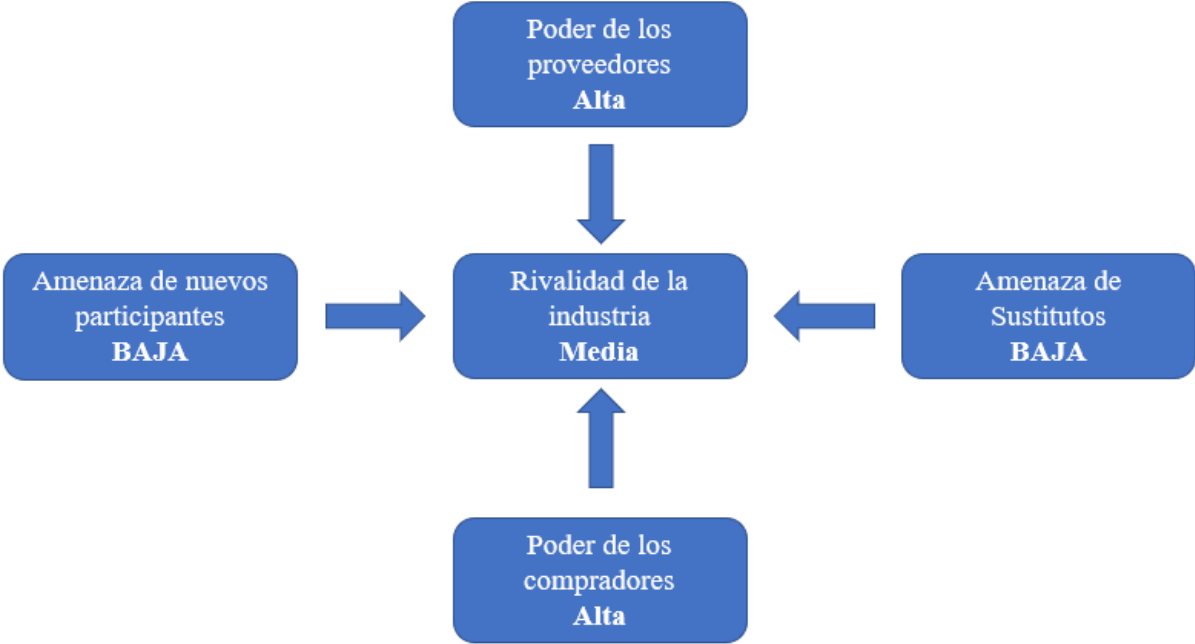 Poder de los
proveedores
Alta
Amenaza de nuevos
participantes
BAJA
Rivalidad de la
industria
Media
Amenaza de
Sustitutos
BAJA
Poder de los
compradores
Alta